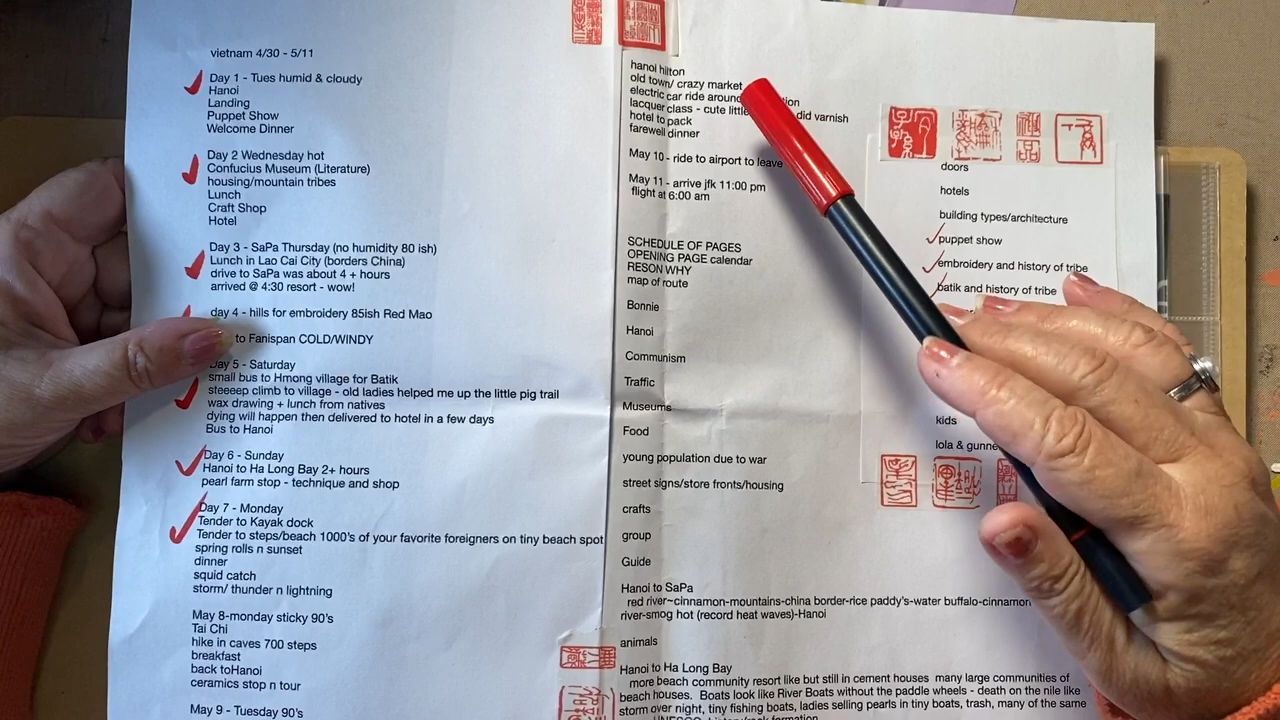 vietnam 4/30 - 5/11
Day 1 - Tues humid & cloudy
Hanoi
Landing
Puppet Show
Welcome Dinner
Day 2 Wednesday hot
Confucius Museum (Literature)
housing/mountain tribes
Lunch
Craft Shop
Hotel
Day 3 - SaPa Thursday (no humidity 80 ish)
Lunch in Lao Cai City (borders China)
drive to SaPa was about 4 + hours
arrived @ 4:30 resort - wow!
day 4 - hills for embroidery 85ish Red Mao
to Fanispan COLD/WINDY
Day 5 - Saturday
small bus to Hmong village for Batik
steeeep climb to village - old ladies helped me up the little pig trail
wax drawing + lunch from natives
dying will happen then delivered to hotel in a few days
Bus to Hanoi
Day 6 - Sunday
Hanoi to Ha Long Bay 2+ hours
pearl farm stop - technique and shop
Day 7 - Monday
Tender to Kayak dock
Tender to steps/beach 1000's of your favorite foreigners on tiny beach spot
spring rolls n sunset
dinner
squid catch
storm/ thunder n lightning
May 8-monday sticky 90's
Tai Chi
hike in caves 700 steps
breakfast
back toHanoi
ceramics stop n tour
May 9 - Tuesday 90's
hanoi hilton
old town/ crazy market
electric car ride around
lacquer class - cute little did varnish
hotel to pack
farewell dinner
May 10 - ride to airport to leave
May 11 - arrive jfk 11:00 pm
flight at 6:00 am
SCHEDULE OF PAGES
OPENING PAGE calendar
RESON WHY
map of route
Bonnie
Hanoi
Communism
Traffic
Museums
Food
young population due to war
street signs/store fronts/housing
crafts
group
Guide
Hanoi to SaPa
red river~cinnamon-mountains-china border-rice paddy's-water buffalo-cinnamon
river-smog hot (record heat waves)-Hanoi
animals
Hanoi to Ha Long Bay
more beach community resort like but still in cement houses many large communities of
beach houses. Boats look like River Boats without the paddle wheels - death on the nile like
storm over night, tiny fishing boats, ladies selling pearls in tiny boats, trash, many of the same
doors
hotels
building types/architecture
puppet show
embroidery and history of tribe
batik and history of tribe
kids
lola &